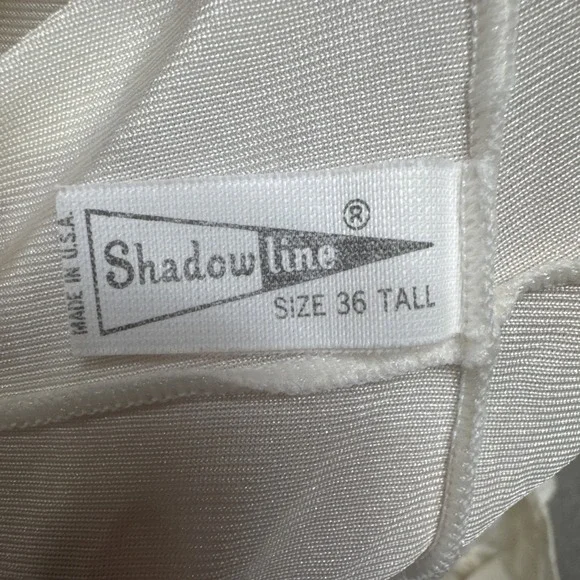 MADE IN U.S.A.
Shadowline ®
SIZE 36 TALL